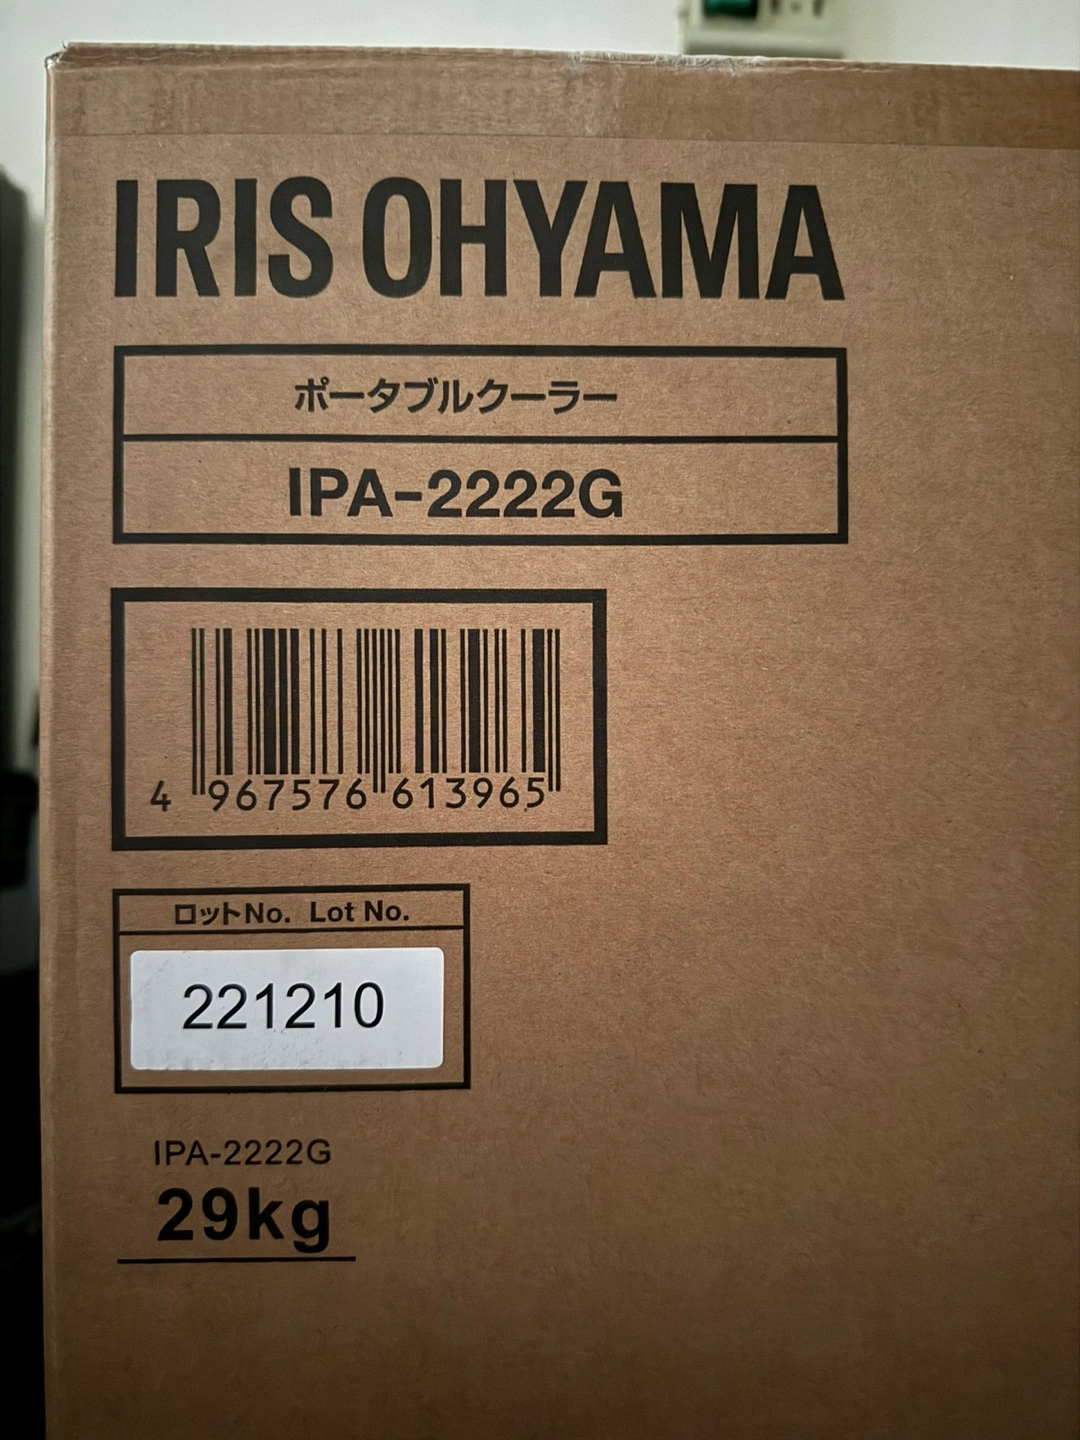 IRIS OHYAMA
ポータブルクーラー
IPA-2222G
4 967576 613965
ロットNo. Lot No.
221210
IPA-2222G
29kg